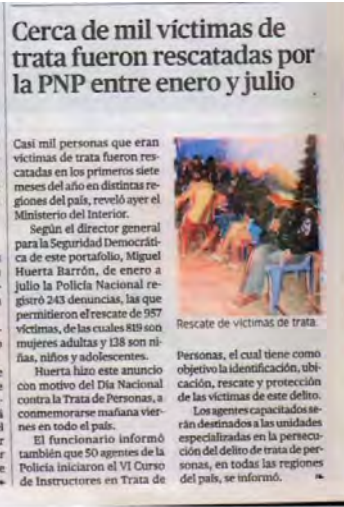 Cerca de mil víctimas de
trata fueron rescatadas por
la PNP entre enero y julio
Casi mil personas que eran
víctimas de trata fueron res-
catadas en los primeros siete
meses del año en distintas re-
giones del país, reveló ayer el
Ministerio del Interior.
Según el director general
para la Seguridad Democráti-
ca de este portafolio, Miguel
Huerta Barrón, de enero a
julio la Policía Nacional re-
gistró 243 denuncias, las que
permitieron el rescate de 957
víctimas, de las cuales 819 son
mujeres adultas y 138 son ni-
ñas, niños y adolescentes.
Huerta hizo este anuncio
con motivo del Día Nacional
contra la Trata de Personas, a
conmemorarse mañana vier-
nes en todo el país.
El funcionario informó
también que 50 agentes de la
Policía iniciaron el VI Curso
de Instructores en Trata de
Rescate de víctimas de trata.
Personas, el cual tiene como
objetivo la identificación, ubi-
cación, rescate y protección
de las víctimas de este delito.
Los agentes capacitados se-
rán destinados a las unidades
especializadas en la persecu-
ción del delito de trata de per-
sonas, en todas las regiones
del país, se informó.